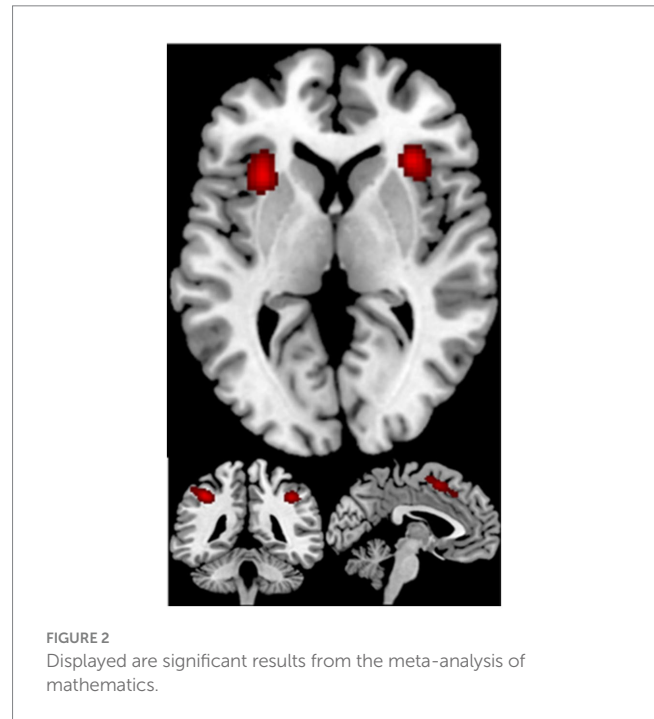 FIGURE 2
Displayed are significant results from the meta-analysis of
mathematics.